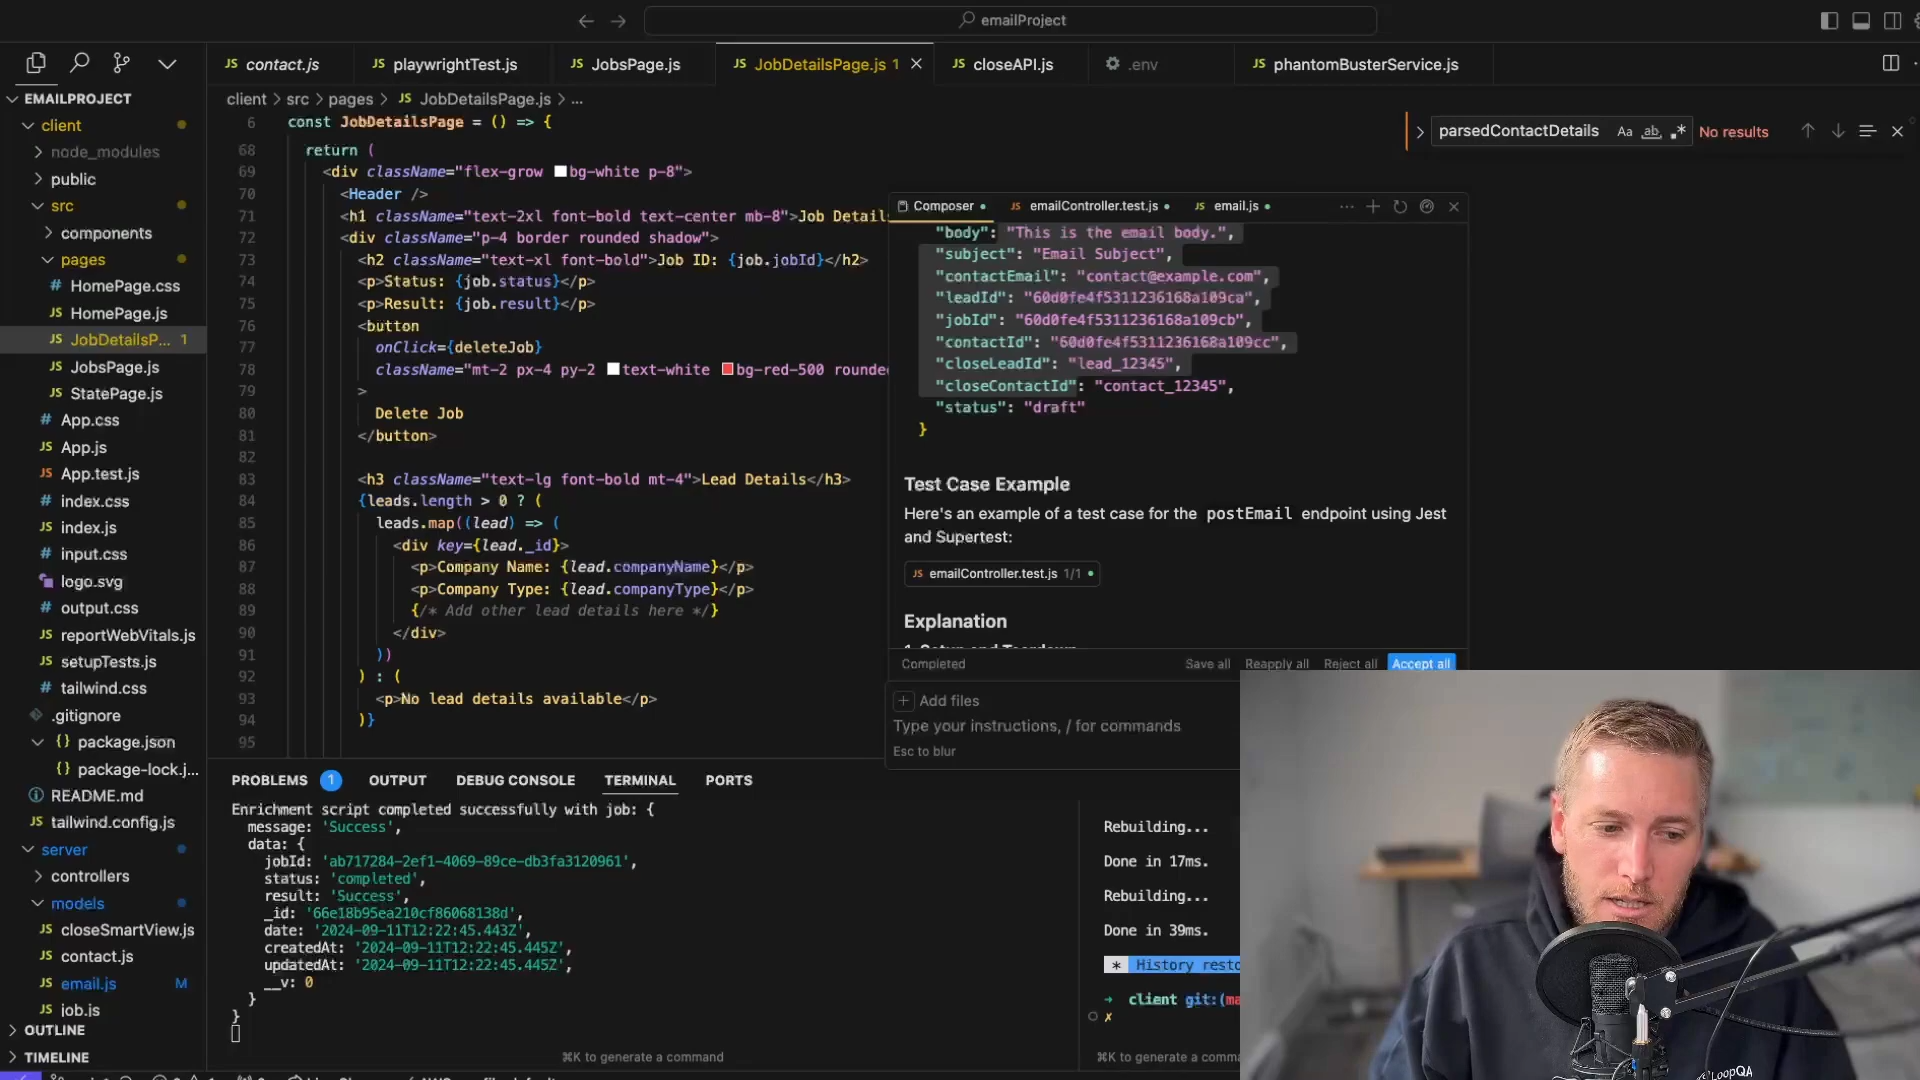 emailProject
contact.js
playwrightTest.js
JobsPage.js
JobDetailsPage.js 1
closeAPI.js
.env
phantomBusterService.js
EMAILPROJECT
client
node_modules
public
src
components
pages
HomePage.css
HomePage.js
JobDetailsP... 1
JobsPage.js
StatePage.js
App.css
App.js
App.test.js
index.css
index.js
input.css
logo.svg
output.css
reportWebVitals.js
setupTests.js
tailwind.css
.gitignore
package.json
package-lock.j...
README.md
tailwind.config.js
server
controllers
models
closeSmartView.js
contact.js
email.js M
job.js
OUTLINE
TIMELINE
client > src > pages > JS JobDetailsPage.js > ...
6 const JobDetailsPage = () => {
68 return (
69 <div className="flex-grow bg-white p-8">
70 <Header />
71 <h1 className="text-2xl font-bold text-center mb-8">Job Details
72 <div className="p-4 border rounded shadow">
73 <h2 className="text-xl font-bold">Job ID: {job.jobId}</h2>
74 <p>Status: {job.status}</p>
75 <p>Result: {job.result}</p>
76 <button
77 onClick={deleteJob}
78 className="mt-2 px-4 py-2 text-white bg-red-500 rounded
79 >
80 Delete Job
81 </button>
82
83 <h3 className="text-lg font-bold mt-4">Lead Details</h3>
84 {leads.length > 0 ? (
85 leads.map((lead) => (
86 <div key={lead._id}>
87 <p>Company Name: {lead.companyName}</p>
88 <p>Company Type: {lead.companyType}</p>
89 {/* Add other lead details here */}
90 </div>
91 ))
92 ) : (
93 <p>No lead details available</p>
94 )}
95
parsedContactDetails
Aa ab .*
No results
Composer
JS emailController.test.js
JS email.js
"body": "This is the email body.",
"subject": "Email Subject",
"contactEmail": "contact@example.com",
"leadId": "60d0fe4f5311236168a109ca",
"jobId": "60d0fe4f5311236168a109cb",
"contactId": "60d0fe4f5311236168a109cc",
"closeLeadId": "lead_12345",
"closeContactId": "contact_12345",
"status": "draft"
}
Test Case Example
Here's an example of a test case for the postEmail endpoint using Jest
and Supertest:
JS emailController.test.js 1/1
Explanation
Completed
Save all
Reapply all
Reject all
Accept all
+ Add files
Type your instructions, / for commands
Esc to blur
PROBLEMS 1
OUTPUT
DEBUG CONSOLE
TERMINAL
PORTS
Enrichment script completed successfully with job: {
message: 'Success',
data: {
jobId: 'ab717284-2ef1-4069-89ce-db3fa3120961',
status: 'completed',
result: 'Success',
_id: '66e18b95ea210cf86068138d',
date: '2024-09-11T12:22:45.443Z',
createdAt: '2024-09-11T12:22:45.445Z',
updatedAt: '2024-09-11T12:22:45.445Z',
__v: 0
}
}
⌘K to generate a command
Rebuilding...
Done in 17ms.
Rebuilding...
Done in 39ms.
* History resto
→ client git:(ma
✗
⌘K to generate a comma
LoopQA